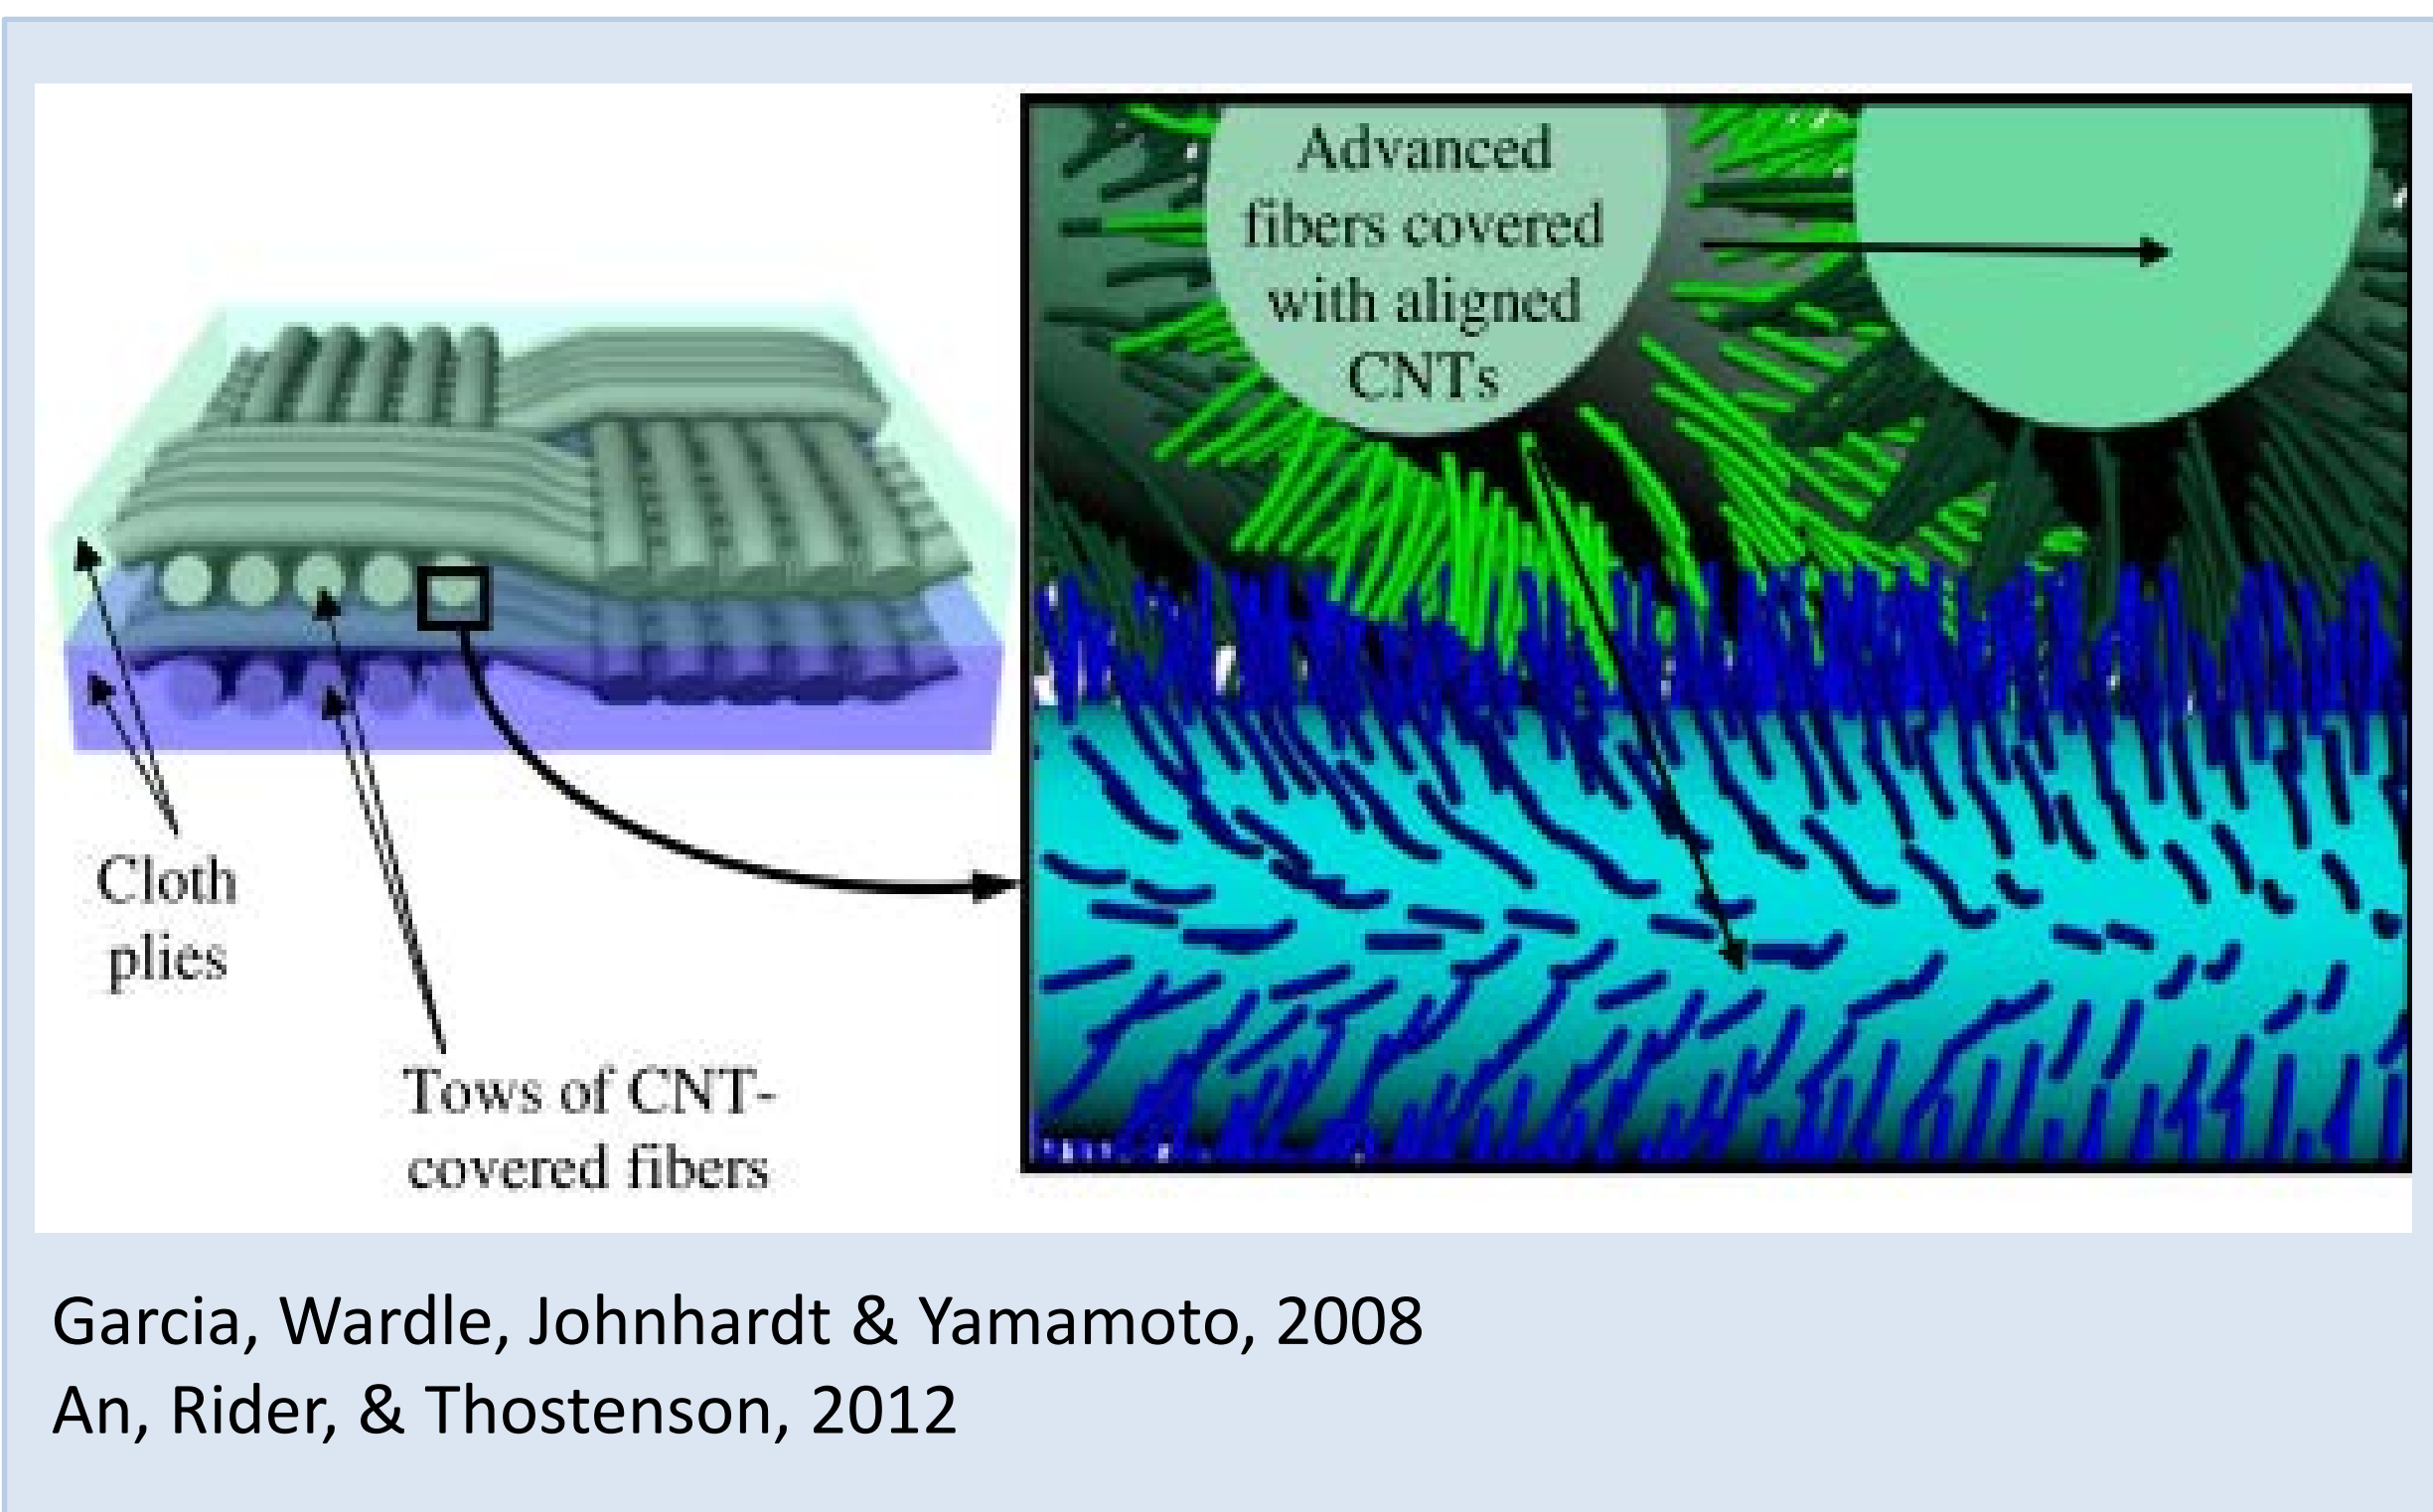 Advanced
fibers covered
with aligned
CNTs
Cloth
plies
Tows of CNT-
covered fibers
Garcia, Wardle, Johnhardt & Yamamoto, 2008
An, Rider, & Thostenson, 2012